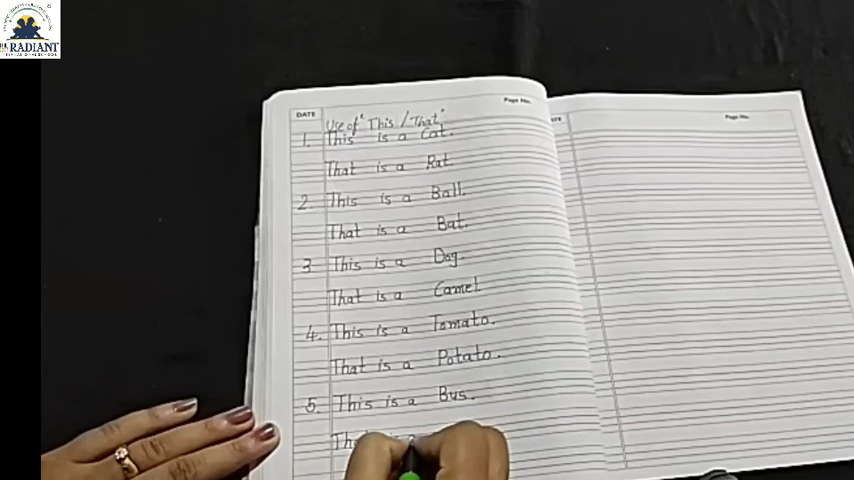 RADIANT
DATE
Page No.
Use of "This / That"
1. This is a Cat.
That is a Rat.
2. This is a Ball.
That is a Bat.
3 This is a Dog.
That is a Camel
4. This is a Tomato.
That is a Potato.
5. This is a Bus.
Page No.